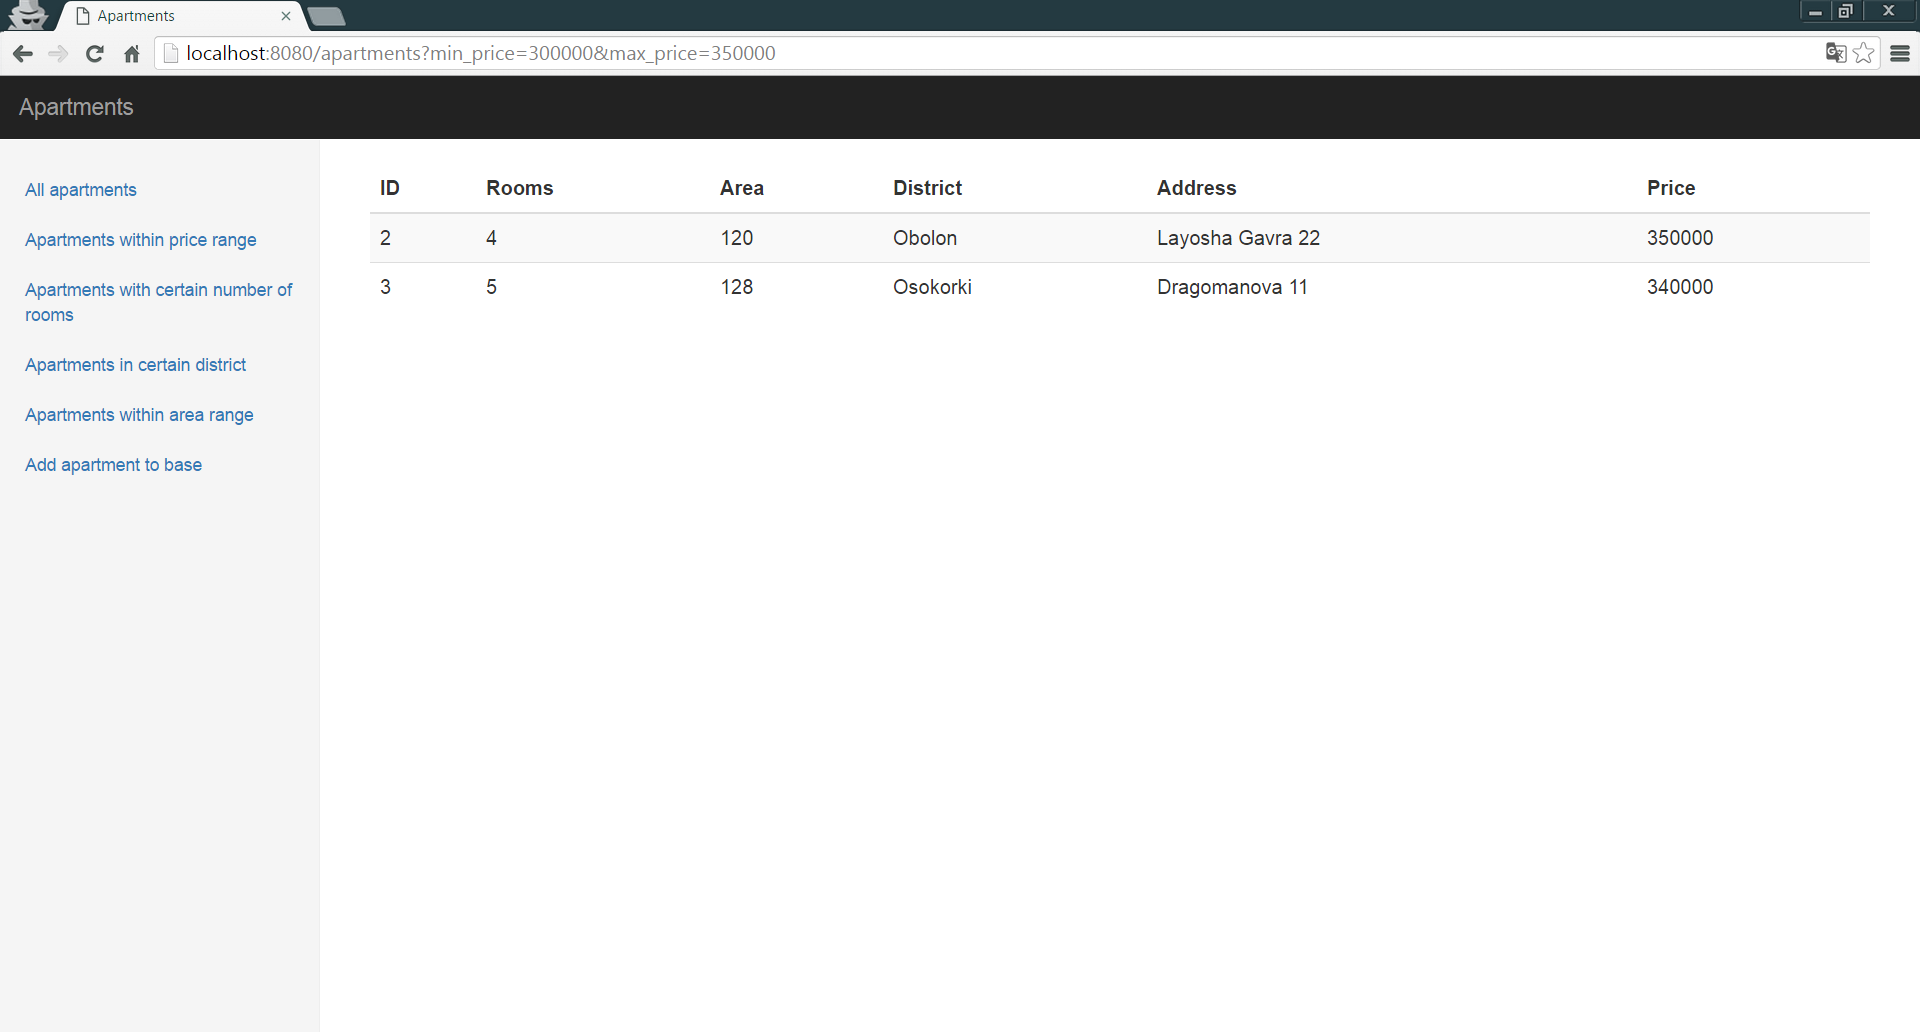 Apartments
localhost:8080/apartments?min_price=300000&max_price=350000
Apartments
All apartments
Apartments within price range
Apartments with certain number of
rooms
Apartments in certain district
Apartments within area range
Add apartment to base
ID Rooms Area District Address Price
2 4 120 Obolon Layosha Gavra 22 350000
3 5 128 Osokorki Dragomanova 11 340000